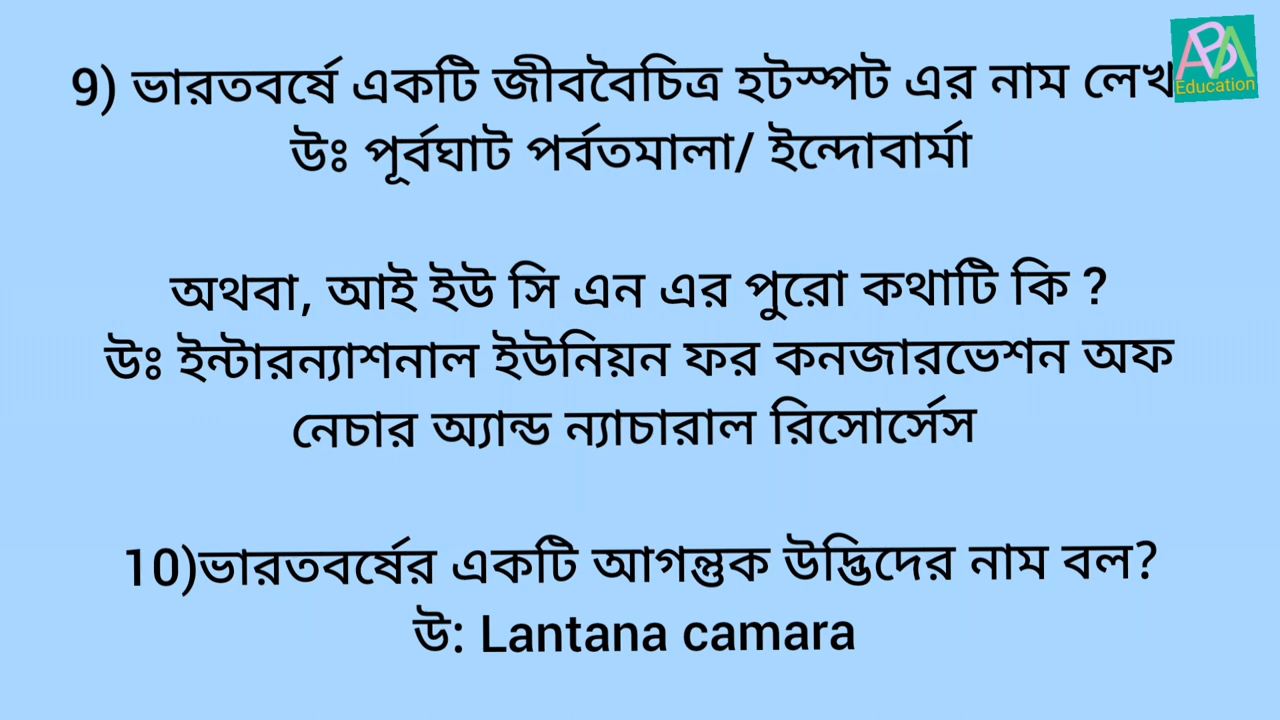 9) ভারতবর্ষে একটি জীববৈচিত্র হটস্পট এর নাম লেখ
উঃ পূর্বঘাট পর্বতমালা/ ইন্দোবার্মা
অথবা, আই ইউ সি এন এর পুরো কথাটি কি ?
উঃ ইন্টারন্যাশনাল ইউনিয়ন ফর কনজারভেশন অফ
নেচার অ্যান্ড ন্যাচারাল রিসোর্সেস
10)ভারতবর্ষের একটি আগন্তুক উদ্ভিদের নাম বল?
উ: Lantana camara
Education